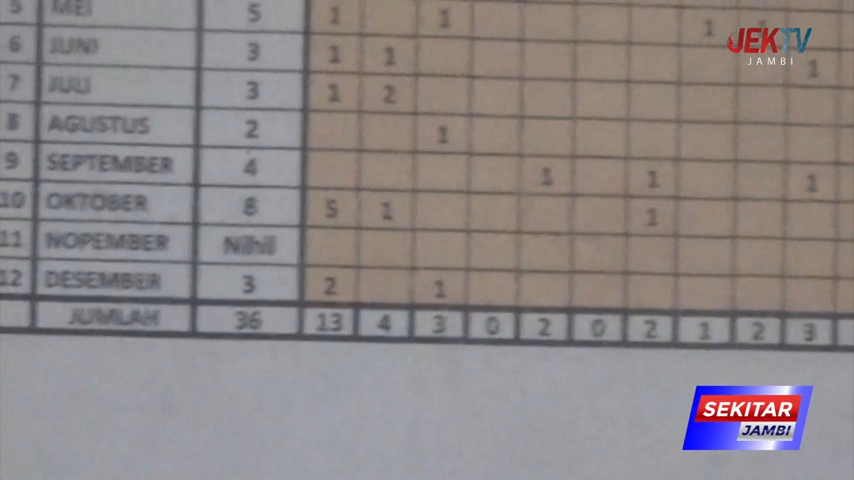 JEKTV
JAMBI
5 MEI 5 1 1 1 1
6 JUNI 3 1 1 1
7 JULI 3 1 2
8 AGUSTUS 2 1
9 SEPTEMBER 4 1 1 1
10 OKTOBER 8 5 1 1
11 NOPEMBER Nihil
12 DESEMBER 3 2 1
JUMLAH 36 13 4 3 0 2 0 2 1 2 3
SEKITAR
JAMBI